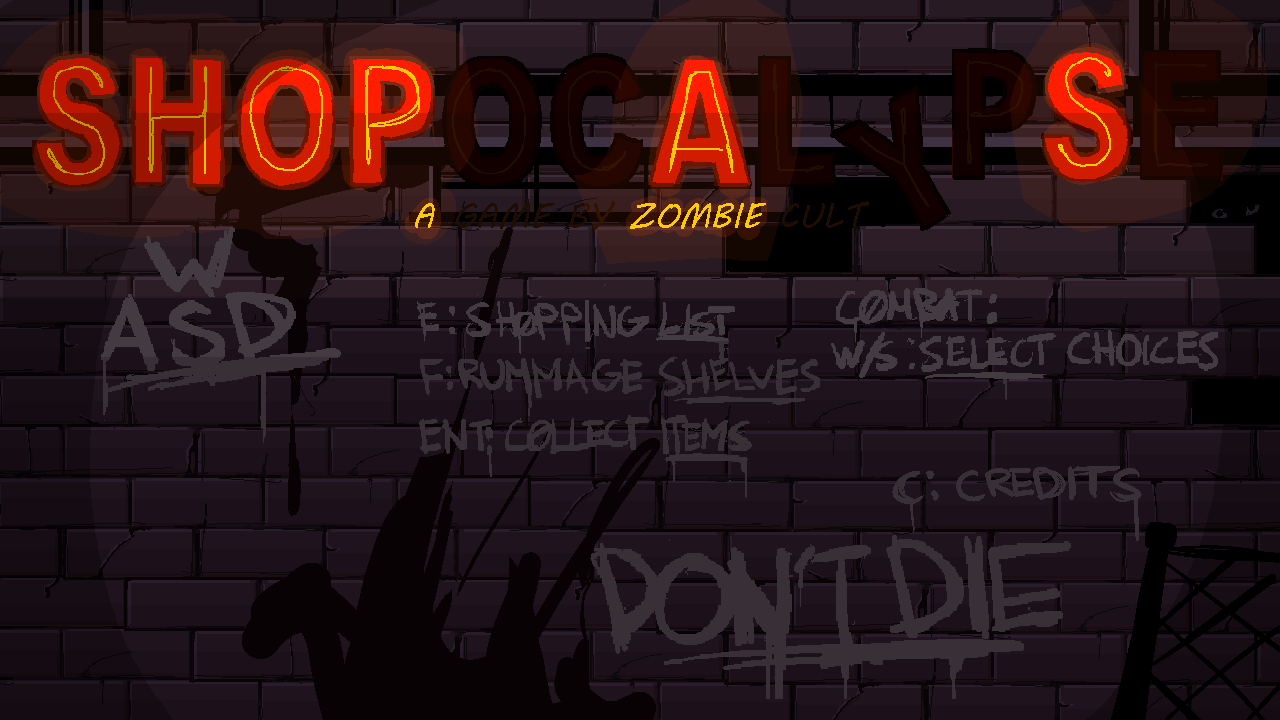 SHOPOCALYPSE
A GAME BY ZOMBIE CULT
W
ASD
E: SHOPPING LIST
F: RUMMAGE SHELVES
ENT: COLLECT ITEMS
COMBAT:
W/S: SELECT CHOICES
C: CREDITS
DON'T DIE